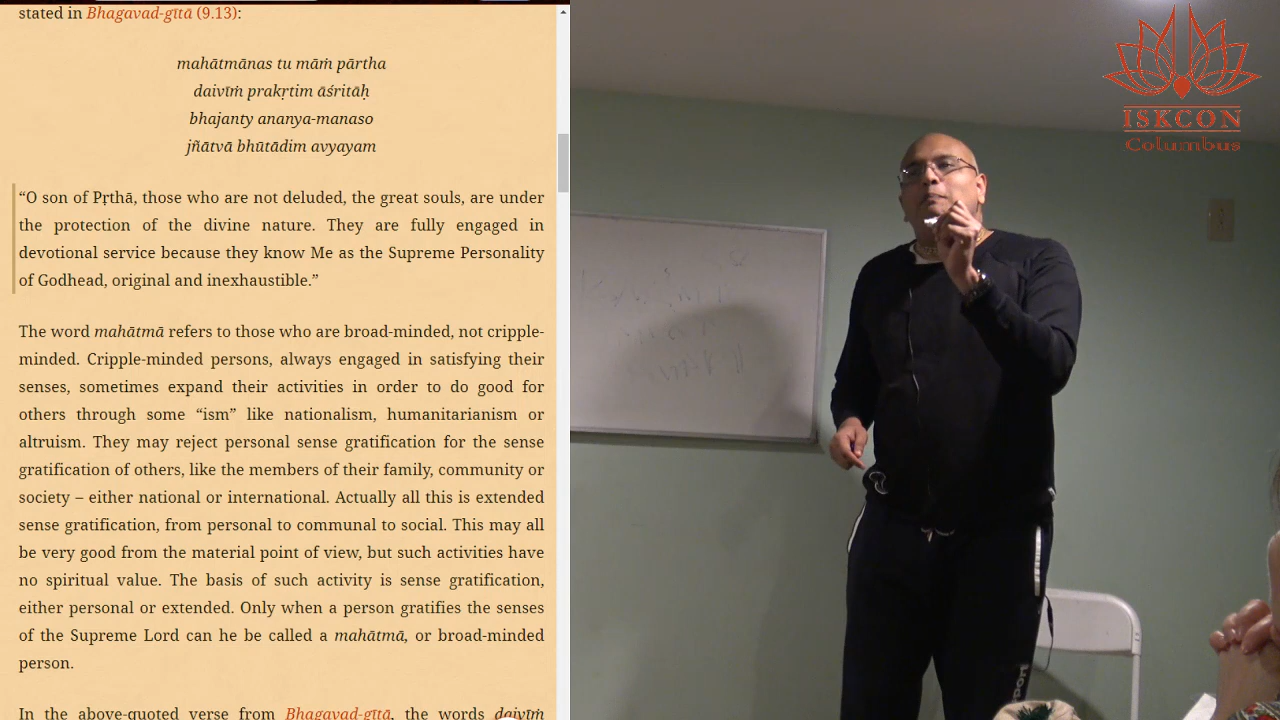 stated in Bhagavad-gītā (9.13):
mahātmānas tu māṁ pārtha
daivīṁ prakṛtim āśritāḥ
bhajanty ananya-manaso
jñātvā bhūtādim avyayam
“O son of Pṛthā, those who are not deluded, the great souls, are under
the protection of the divine nature. They are fully engaged in
devotional service because they know Me as the Supreme Personality
of Godhead, original and inexhaustible.”
The word mahātmā refers to those who are broad-minded, not cripple-
minded. Cripple-minded persons, always engaged in satisfying their
senses, sometimes expand their activities in order to do good for
others through some “ism” like nationalism, humanitarianism or
altruism. They may reject personal sense gratification for the sense
gratification of others, like the members of their family, community or
society – either national or international. Actually all this is extended
sense gratification, from personal to communal to social. This may all
be very good from the material point of view, but such activities have
no spiritual value. The basis of such activity is sense gratification,
either personal or extended. Only when a person gratifies the senses
of the Supreme Lord can he be called a mahātmā, or broad-minded
person.
In the above-quoted verse from Bhagavad-gītā, the words daivīṁ
ISKCON
Columbus